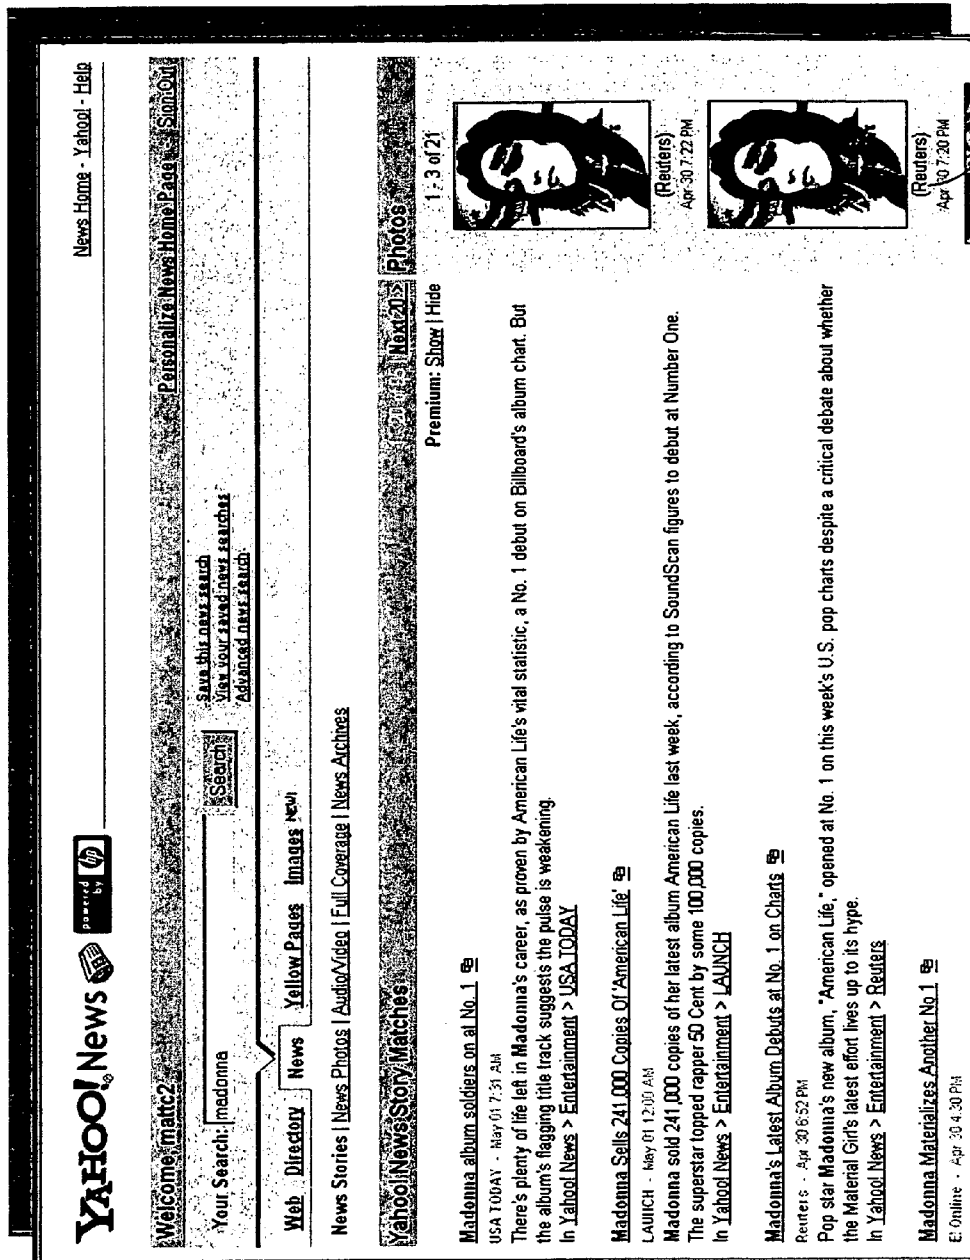 YAHOO! News powered by hp
News Home - Yahoo! - Help
Welcome, mattc2
Personalize News Home Page - Sign Out
Your Search: madonna
Search
Save this news search
View your saved news searches
Advanced news search
Web Directory News Yellow Pages Images NEW!
News Stories | News Photos | Audio/Video | Full Coverage | News Archives
Yahoo! News Story Matches
Next 20 >
Photos
Premium: Show | Hide
1 - 3 of 21
Madonna album soldiers on at No. 1
USA TODAY - May 01 7:31 AM
There's plenty of life left in Madonna's career, as proven by American Life's vital statistic, a No. 1 debut on Billboard's album chart. But
the album's flagging title track suggests the pulse is weakening.
In Yahoo! News > Entertainment > USA TODAY
(Reuters)
Apr 30 7:22 PM
Madonna Sells 241,000 Copies Of 'American Life'
LAUNCH - May 01 12:00 AM
Madonna sold 241,000 copies of her latest album American Life last week, according to SoundScan figures to debut at Number One.
The superstar topped rapper 50 Cent by some 100,000 copies.
In Yahoo! News > Entertainment > LAUNCH
Madonna's Latest Album Debuts at No. 1 on Charts
Reuters - Apr 30 6:52 PM
Pop star Madonna's new album, "American Life," opened at No. 1 on this week's U.S. pop charts despite a critical debate about whether
the Material Girl's latest effort lives up to its hype.
In Yahoo! News > Entertainment > Reuters
(Reuters)
Apr 30 7:20 PM
Madonna Materializes Another No 1
E! Online - Apr 30 4:30 PM